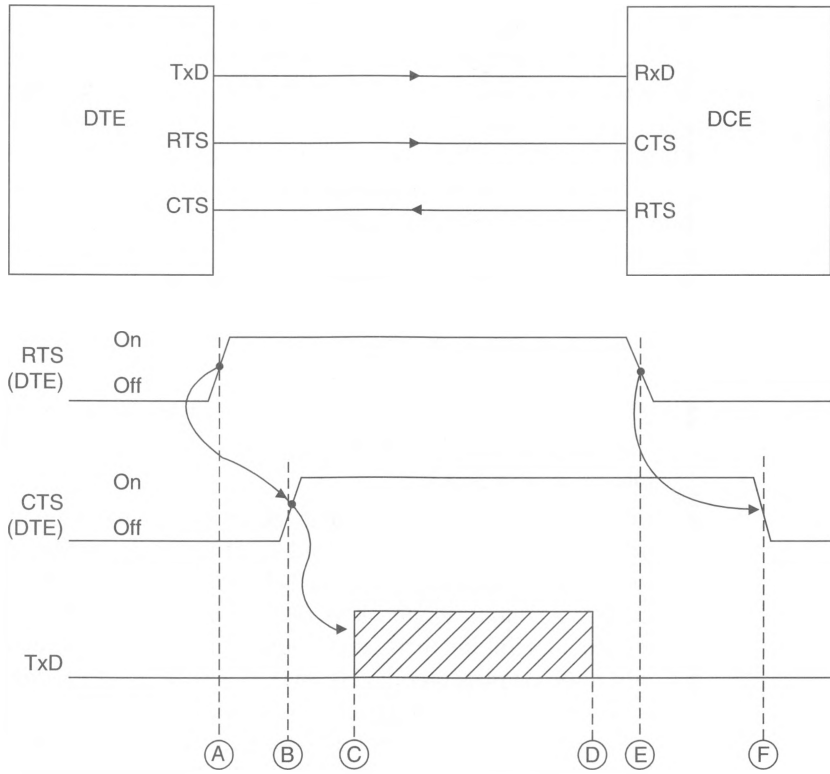 TxD
RxD
DTE
DCE
RTS
CTS
CTS
RTS
On
RTS
(DTE)
Off
On
CTS
(DTE)
Off
TxD
A B C D E F